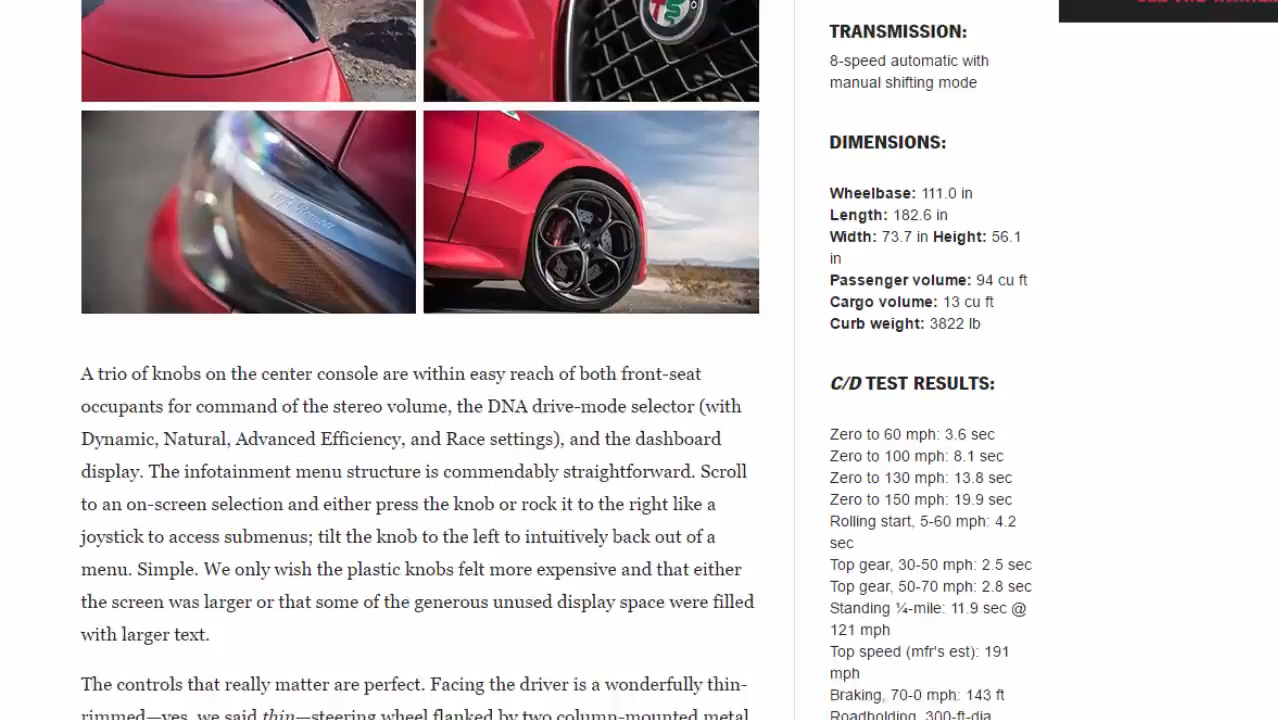 TRANSMISSION:
8-speed automatic with
manual shifting mode
DIMENSIONS:
Wheelbase: 111.0 in
Length: 182.6 in
Width: 73.7 in Height: 56.1
in
Passenger volume: 94 cu ft
Cargo volume: 13 cu ft
Curb weight: 3822 lb
C/D TEST RESULTS:
Zero to 60 mph: 3.6 sec
Zero to 100 mph: 8.1 sec
Zero to 130 mph: 13.8 sec
Zero to 150 mph: 19.9 sec
Rolling start, 5-60 mph: 4.2
sec
Top gear, 30-50 mph: 2.5 sec
Top gear, 50-70 mph: 2.8 sec
Standing ¼-mile: 11.9 sec @
121 mph
Top speed (mfr's est): 191
mph
Braking, 70-0 mph: 143 ft
Roadholding, 300-ft-dia
A trio of knobs on the center console are within easy reach of both front-seat
occupants for command of the stereo volume, the DNA drive-mode selector (with
Dynamic, Natural, Advanced Efficiency, and Race settings), and the dashboard
display. The infotainment menu structure is commendably straightforward. Scroll
to an on-screen selection and either press the knob or rock it to the right like a
joystick to access submenus; tilt the knob to the left to intuitively back out of a
menu. Simple. We only wish the plastic knobs felt more expensive and that either
the screen was larger or that some of the generous unused display space were filled
with larger text.
The controls that really matter are perfect. Facing the driver is a wonderfully thin-
rimmed—yes, we said thin—steering wheel flanked by two column-mounted metal